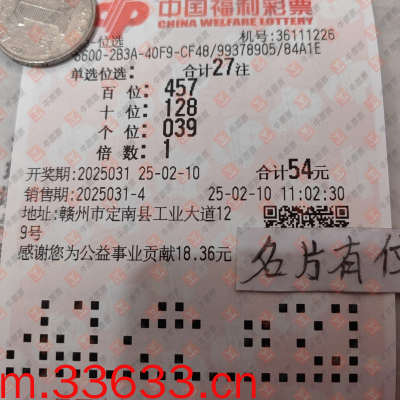 中国福利彩票
CHINA WELFARE LOTTERY
位选 机号:36111226
6600-2B3A-40F9-CF48/99378905/84A1E
单选位选: 合计27注
百 位: 457
十 位: 128
个 位: 039
倍 数: 1
开奖期:2025031 25-02-10 合计54元
销售期:2025031-4 25-02-10 11:02:30
地址:赣州市定南县工业大道12
9号
感谢您为公益事业贡献18.36元
名片有
m.33633.cn